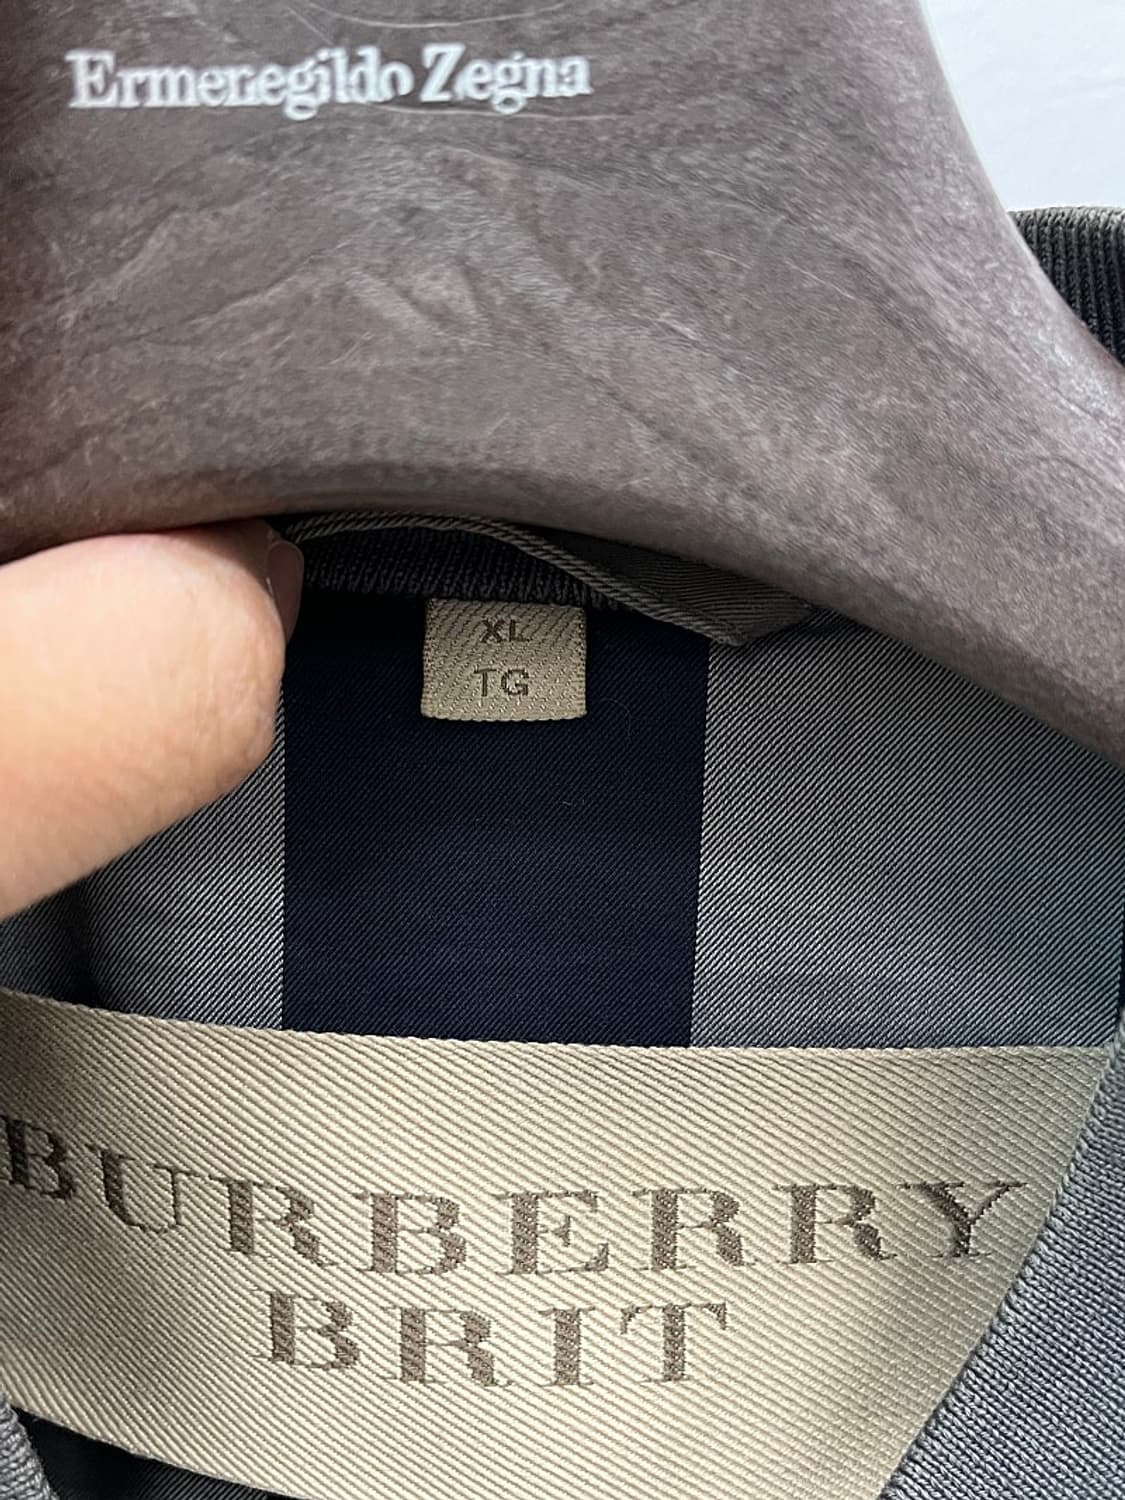 Ermenegildo Zegna
XL
TG
BURBERRY
BRIT